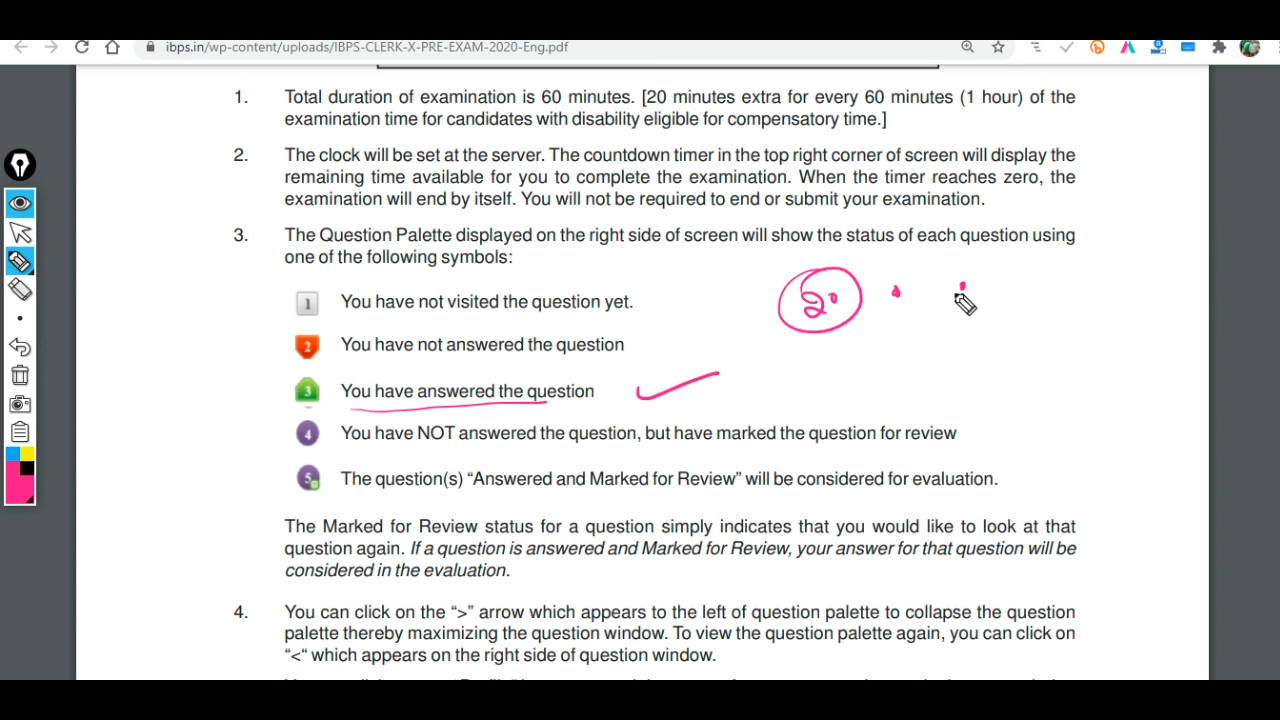 ibps.in/wp-content/uploads/IBPS-CLERK-X-PRE-EXAM-2020-Eng.pdf
1. Total duration of examination is 60 minutes. [20 minutes extra for every 60 minutes (1 hour) of the
examination time for candidates with disability eligible for compensatory time.]
2. The clock will be set at the server. The countdown timer in the top right corner of screen will display the
remaining time available for you to complete the examination. When the timer reaches zero, the
examination will end by itself. You will not be required to end or submit your examination.
3. The Question Palette displayed on the right side of screen will show the status of each question using
one of the following symbols:
1 You have not visited the question yet.
20
2 You have not answered the question
3 You have answered the question
4 You have NOT answered the question, but have marked the question for review
5 The question(s) “Answered and Marked for Review” will be considered for evaluation.
The Marked for Review status for a question simply indicates that you would like to look at that
question again. If a question is answered and Marked for Review, your answer for that question will be
considered in the evaluation.
4. You can click on the “>” arrow which appears to the left of question palette to collapse the question
palette thereby maximizing the question window. To view the question palette again, you can click on
“<“ which appears on the right side of question window.